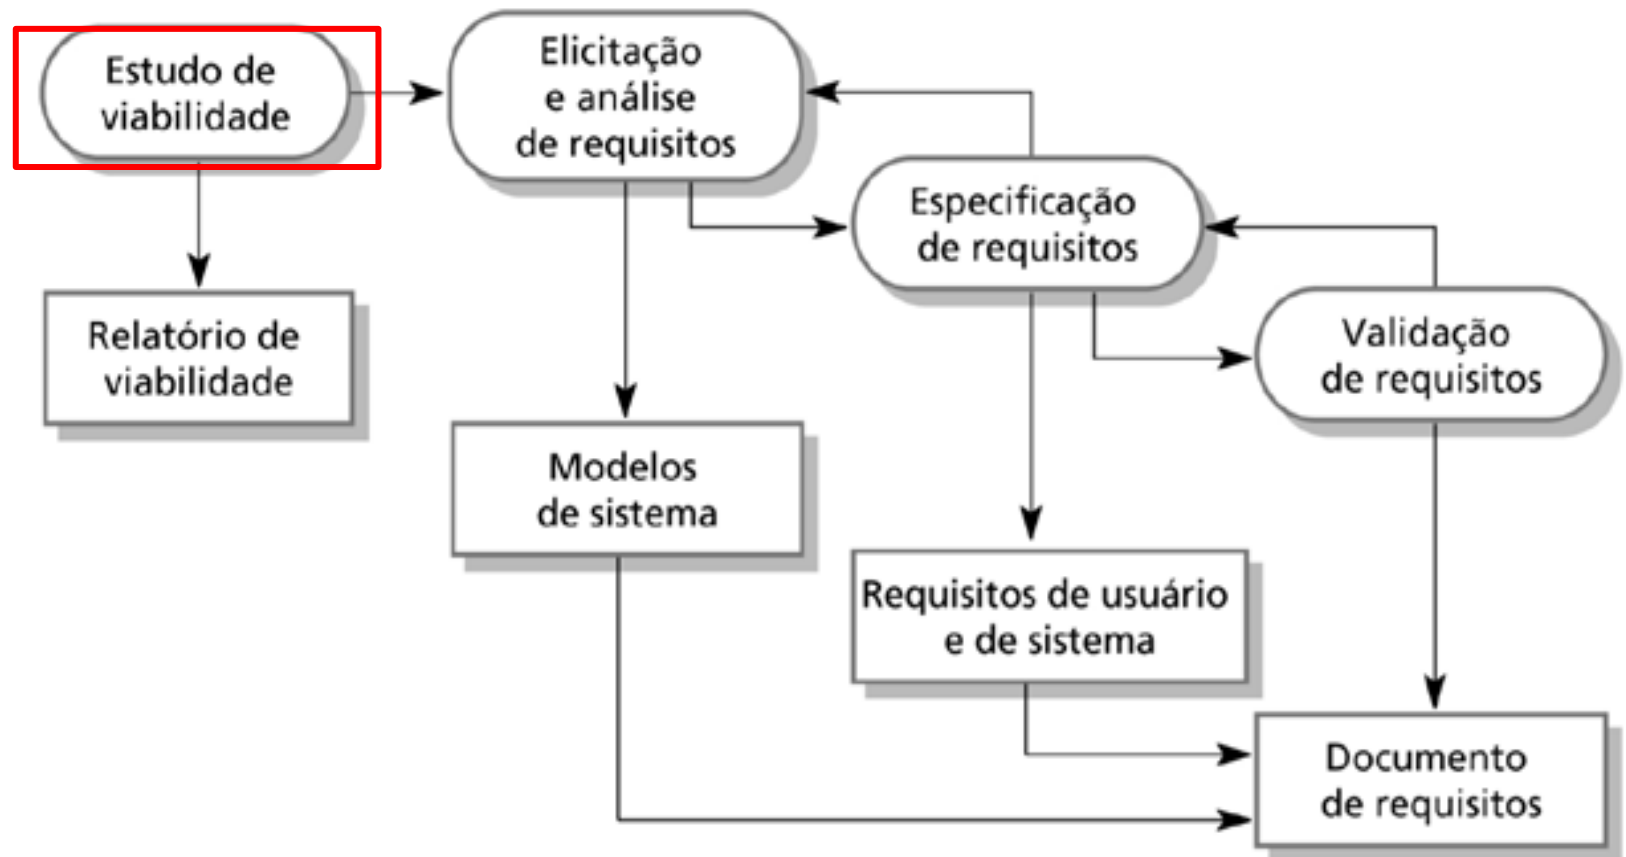 Estudo de
viabilidade
Elicitação
e análise
de requisitos
Especificação
de requisitos
Validação
de requisitos
Relatório de
viabilidade
Modelos
de sistema
Requisitos de usuário
e de sistema
Documento
de requisitos